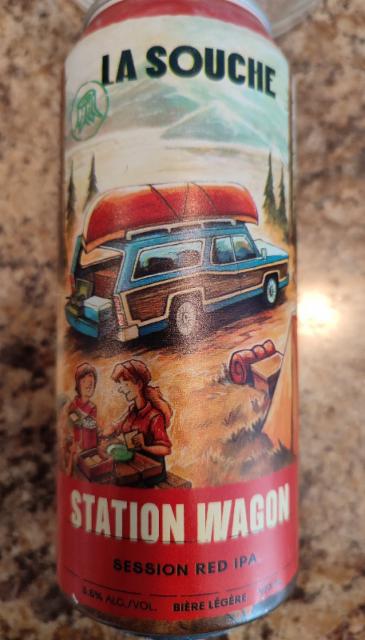 LA SOUCHE
STATION WAGON
SESSION RED IPA
ALC./VOL. BIÈRE LÉGÈRE